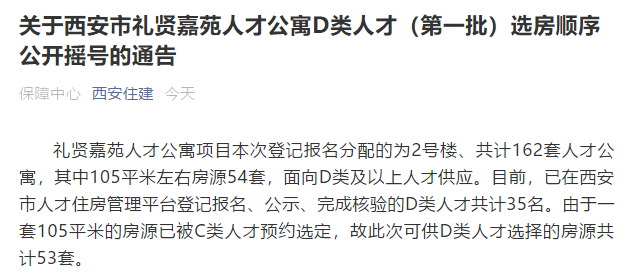 关于西安市礼贤嘉苑人才公寓D类人才（第一批）选房顺序
公开摇号的通告
保障中心 西安住建 今天
礼贤嘉苑人才公寓项目本次登记报名分配的为2号楼、共计162套人才公
寓，其中105平米左右房源54套，面向D类及以上人才供应。目前，已在西安
市人才住房管理平台登记报名、公示、完成核验的D类人才共计35名。由于一
套105平米的房源已被C类人才预约选定，故此次可供D类人才选择的房源共
计53套。